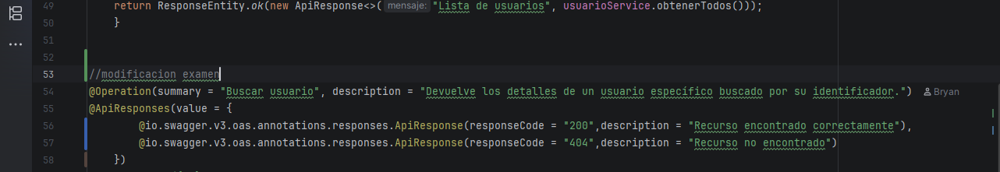 49 return ResponseEntity.ok(new ApiResponse<>( mensaje: "Lista de usuarios", usuarioService.obtenerTodos()));
50 }
51
52
53 //modificacion examen
54 @Operation(summary = "Buscar usuario", description = "Devuelve los detalles de un usuario específico buscado por su identificador.") Bryan
55 @ApiResponses(value = {
56 @io.swagger.v3.oas.annotations.responses.ApiResponse(responseCode = "200",description = "Recurso encontrado correctamente"),
57 @io.swagger.v3.oas.annotations.responses.ApiResponse(responseCode = "404",description = "Recurso no encontrado")
58 })